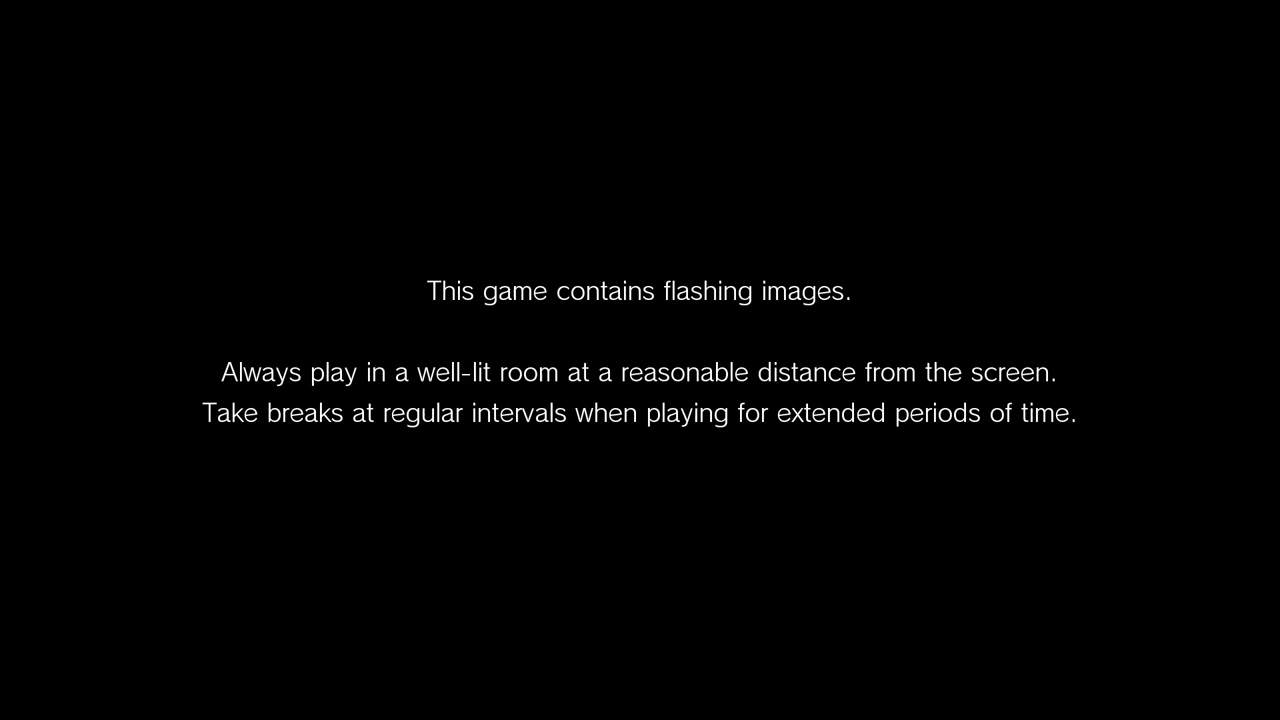 This game contains flashing images.
Always play in a well-lit room at a reasonable distance from the screen.
Take breaks at regular intervals when playing for extended periods of time.